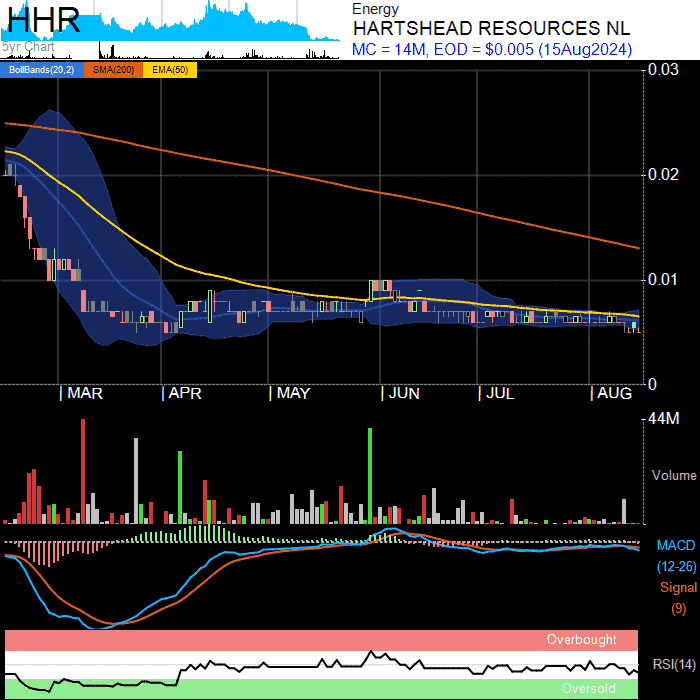 HHR
5yr Chart
Energy
HARTSHEAD RESOURCES NL
MC = 14M, EOD = $0.005 (15Aug2024)
BollBands(20,2) SMA(200) EMA(50)
0.03
0.02
0.01
0
MAR APR MAY JUN JUL AUG
44M
Volume
MACD
(12-26)
Signal
(9)
Overbought
RSI(14)
Oversold